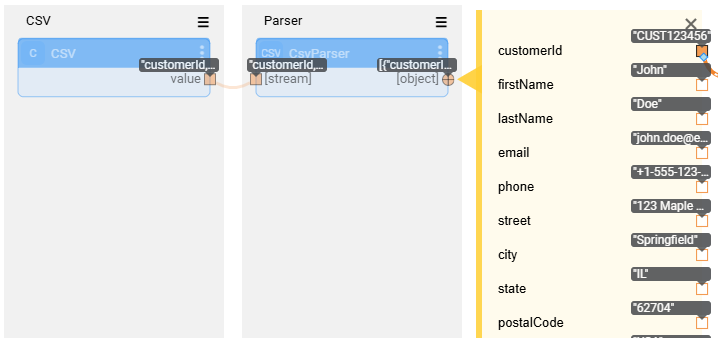 CSV
C CSV
"customerId,...
value
Parser
CSV CsvParser
"customerId,...
[{"customerI...
[stream]
[object]
"CUST123456"
customerId
"John"
firstName
"Doe"
lastName
"john.doe@e...
email
"+1-555-123-...
phone
"123 Maple ...
street
"Springfield"
city
"IL"
state
"62704"
postalCode